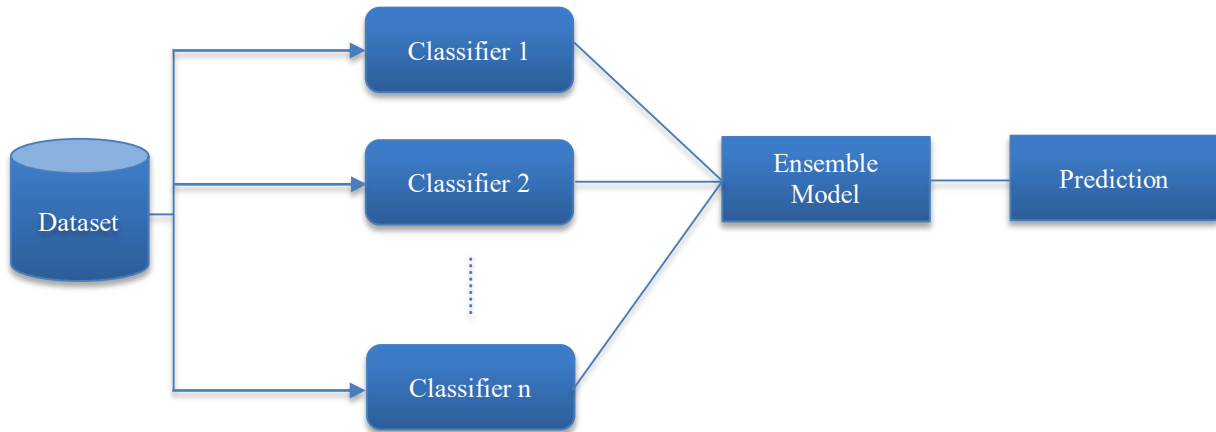 Classifier 1
Dataset
Classifier 2
Classifier n
Ensemble
Model
Prediction